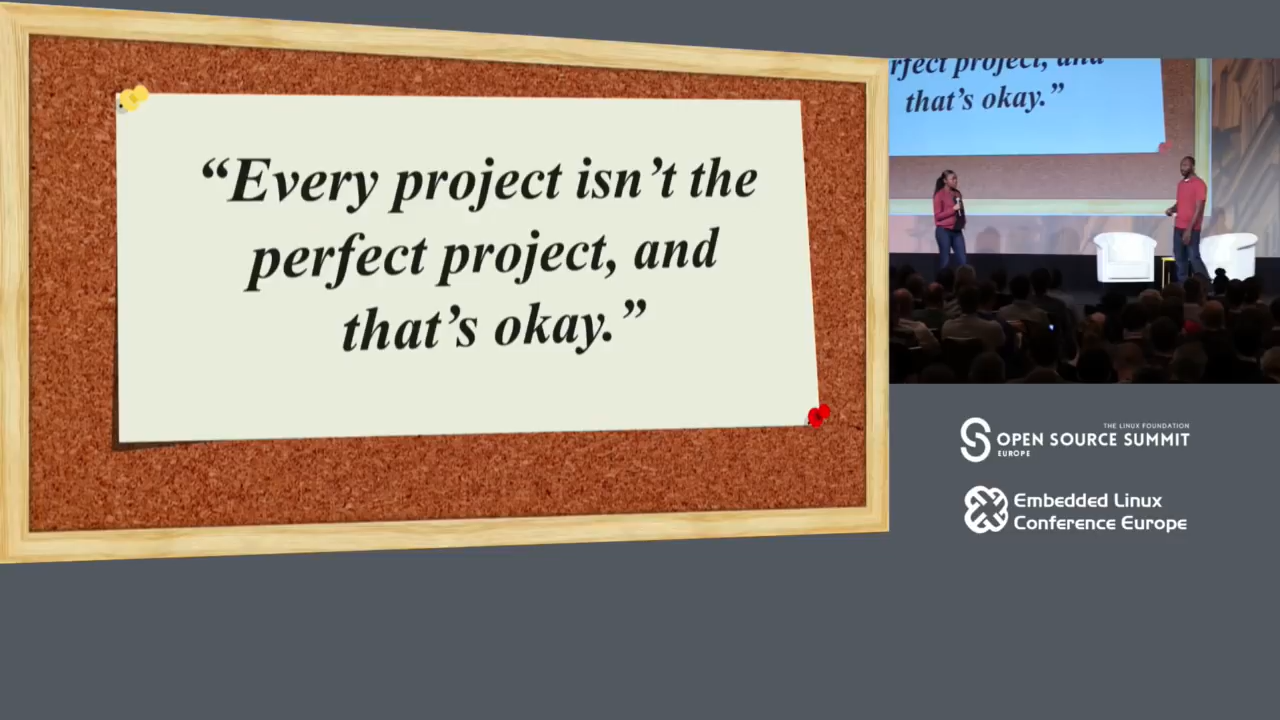 “Every project isn’t the
perfect project, and
that’s okay.”
rfect project, and
that’s okay.”
THE LINUX FOUNDATION
OPEN SOURCE SUMMIT
EUROPE
Embedded Linux
Conference Europe